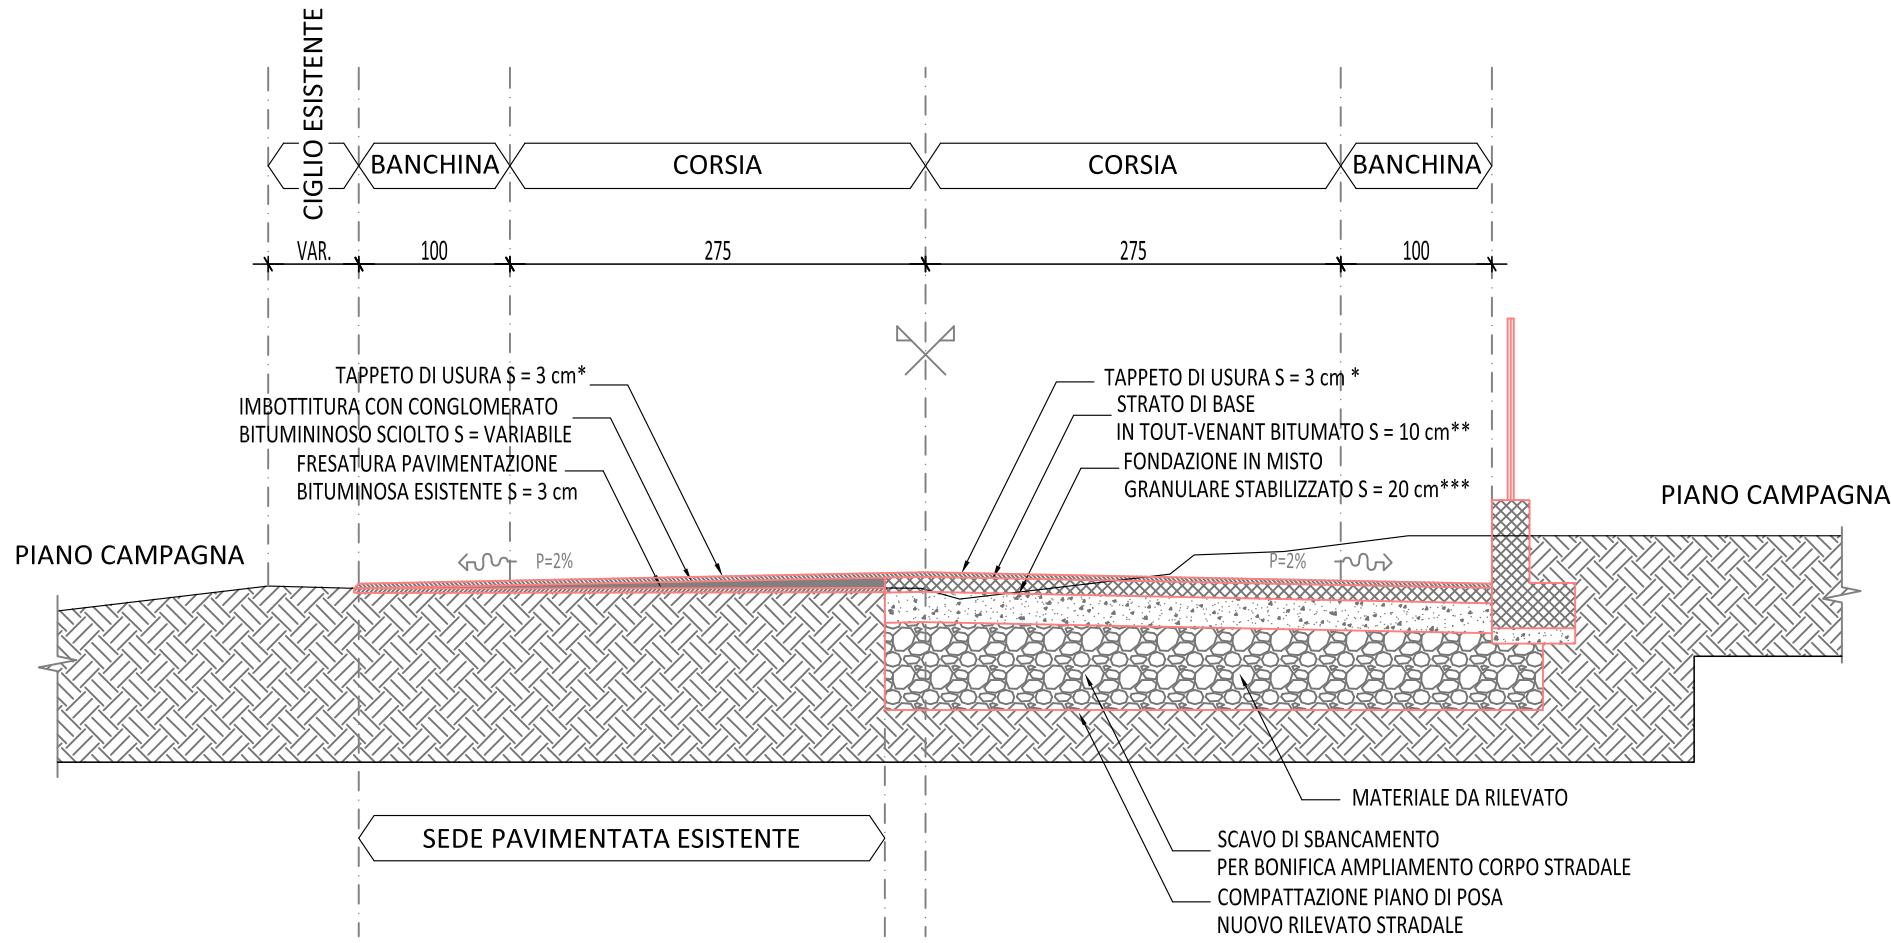 CIGLIO ESISTENTE
BANCHINA
CORSIA
CORSIA
BANCHINA
VAR.
100
275
275
100
TAPPETO DI USURA S = 3 cm*
IMBOTTITURA CON CONGLOMERATO
BITUMININOSO SCIOLTO S = VARIABILE
FRESATURA PAVIMENTAZIONE
BITUMINOSA ESISTENTE S = 3 cm
TAPPETO DI USURA S = 3 cm *
STRATO DI BASE
IN TOUT-VENANT BITUMATO S = 10 cm**
FONDAZIONE IN MISTO
GRANULARE STABILIZZATO S = 20 cm***
PIANO CAMPAGNA
PIANO CAMPAGNA
P=2%
P=2%
MATERIALE DA RILEVATO
SEDE PAVIMENTATA ESISTENTE
SCAVO DI SBANCAMENTO
PER BONIFICA AMPLIAMENTO CORPO STRADALE
COMPATTAZIONE PIANO DI POSA
NUOVO RILEVATO STRADALE